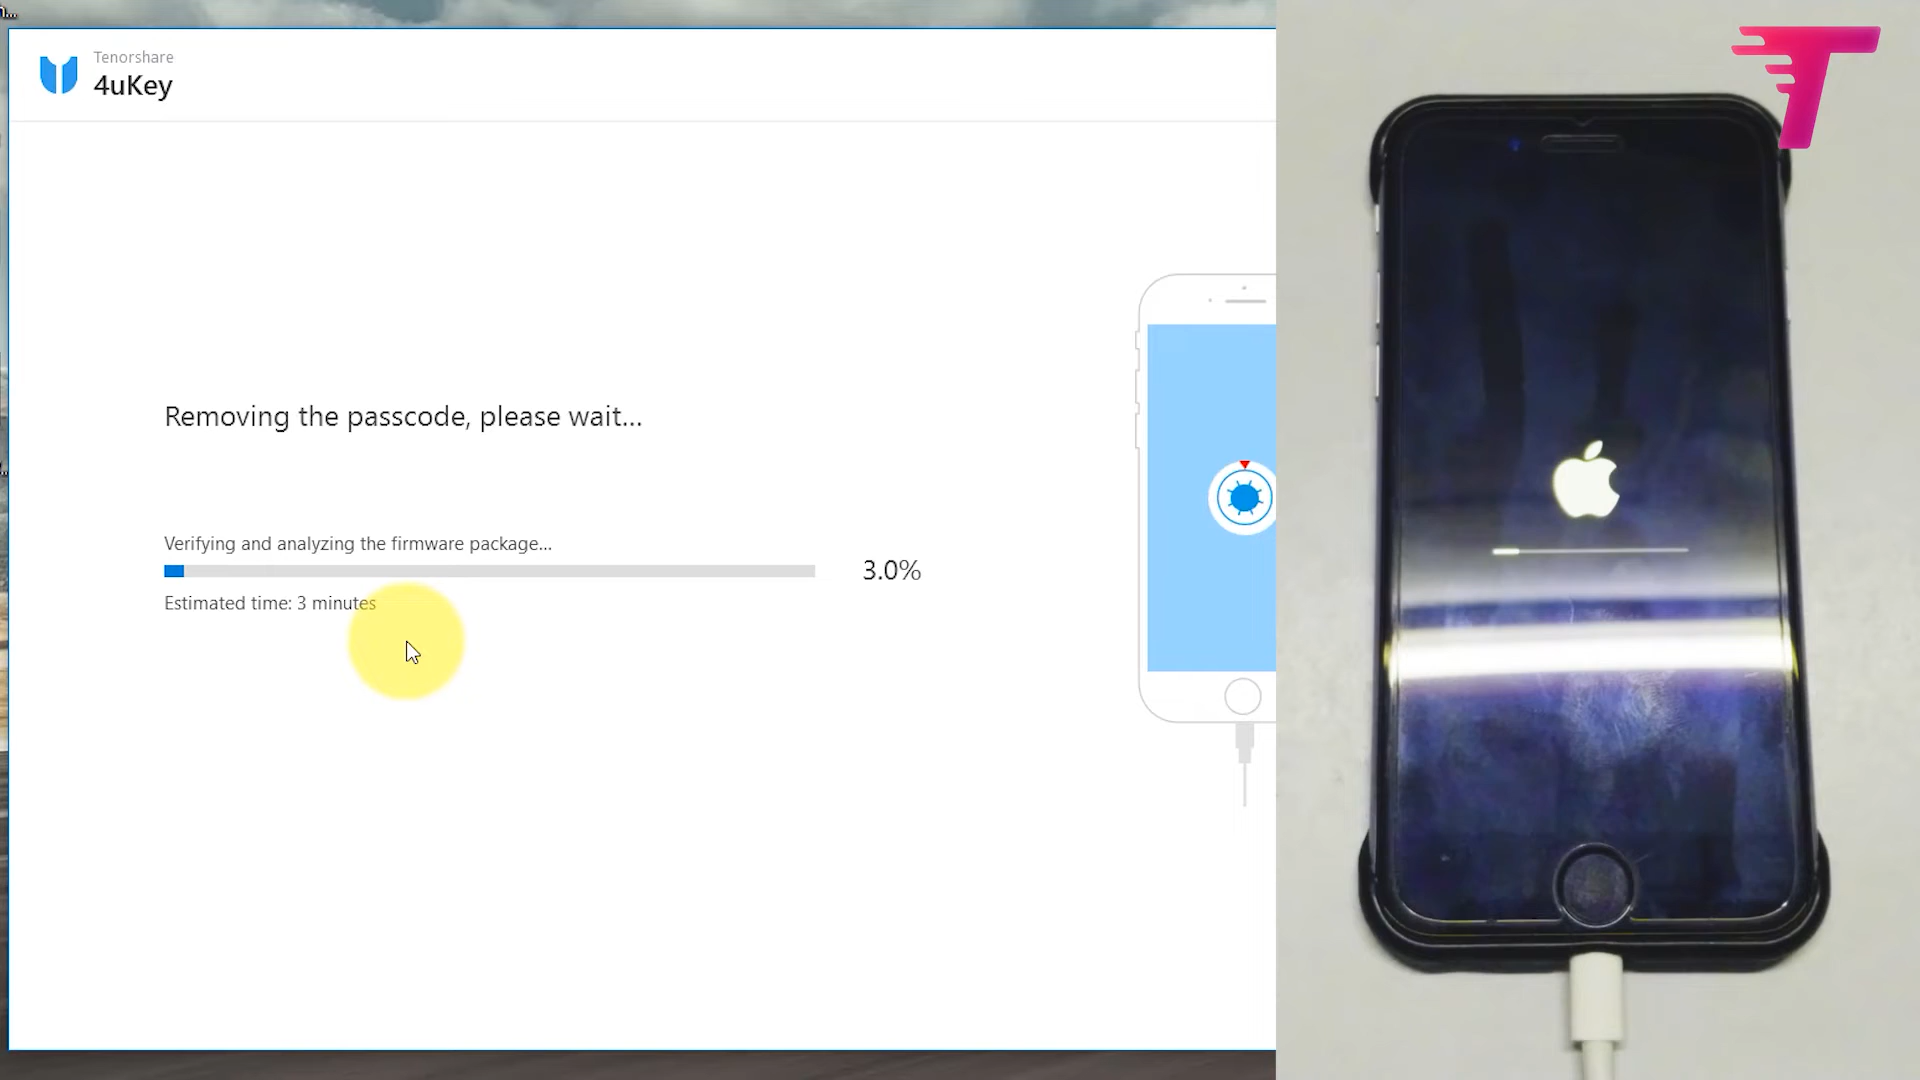 Tenorshare
4uKey
Removing the passcode, please wait...
Verifying and analyzing the firmware package...
3.0%
Estimated time: 3 minutes